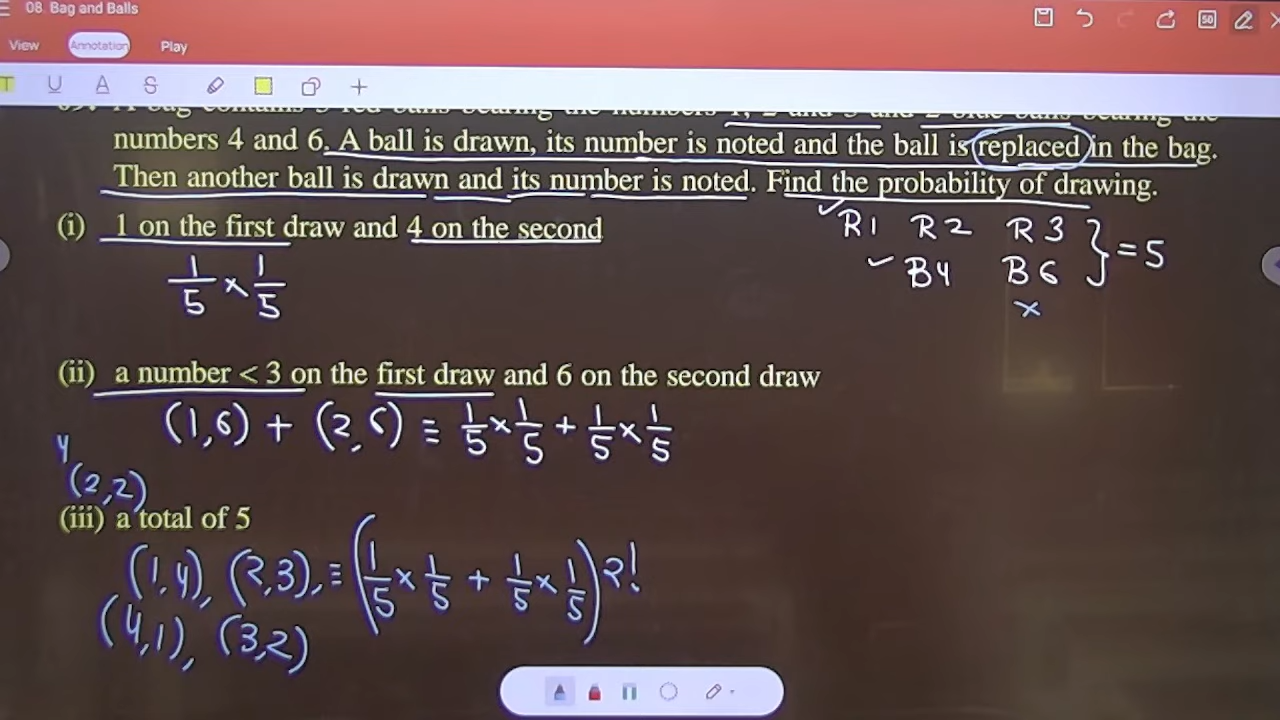 08. Bag and Balls
50
View Annotation Play
T U A S
numbers 4 and 6. A ball is drawn, its number is noted and the ball is replaced in the bag.
Then another ball is drawn and its number is noted. Find the probability of drawing.
(i) 1 on the first draw and 4 on the second
R1 R2 R3
B4 B6 } = 5
×
1/5 × 1/5
(ii) a number < 3 on the first draw and 6 on the second draw
(1,6) + (2,6) ≡ 1/5 × 1/5 + 1/5 × 1/5
4
(2,2)
(iii) a total of 5
(1,4), (2,3), ≡ (1/5 × 1/5 + 1/5 × 1/5) 2!
(4,1), (3,2)